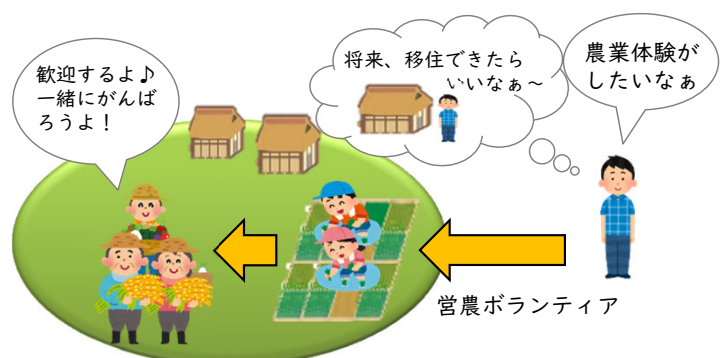 歓迎するよ♪
一緒にがんば
ろうよ！
将来、移住できたら
いいなぁ～
農業体験が
したいなぁ
営農ボランティア